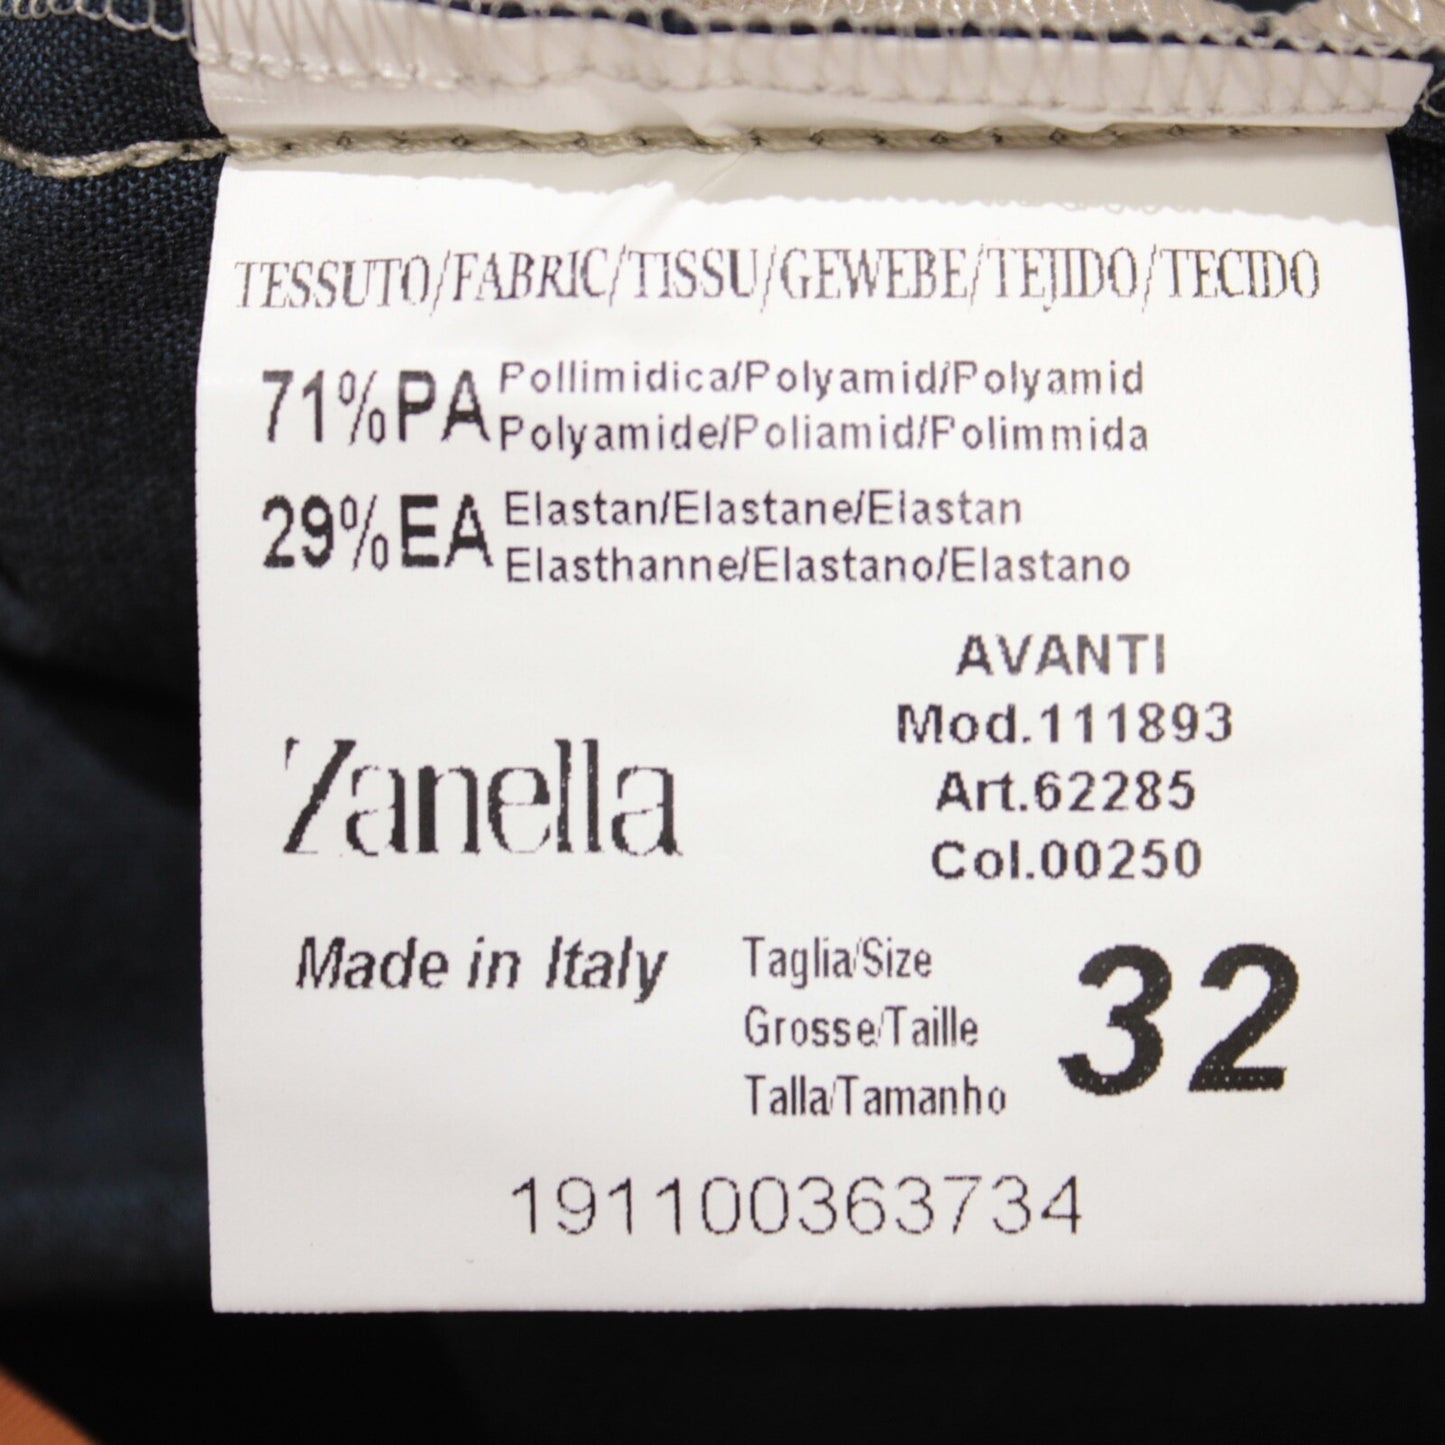 TESSUTO/FABRIC/TISSU/GEWEBE/TEJIDO/TECIDO
71%PA Pollimidica/Polyamid/Polyamid
Polyamide/Poliamid/Polimmida
29%EA Elastan/Elastane/Elastan
Elasthanne/Elastano/Elastano
AVANTI
Mod.111893
Art.62285
Col.00250
Zanella
Made in Italy
Taglia/Size
Grosse/Taille
Talla/Tamanho
32
191100363734